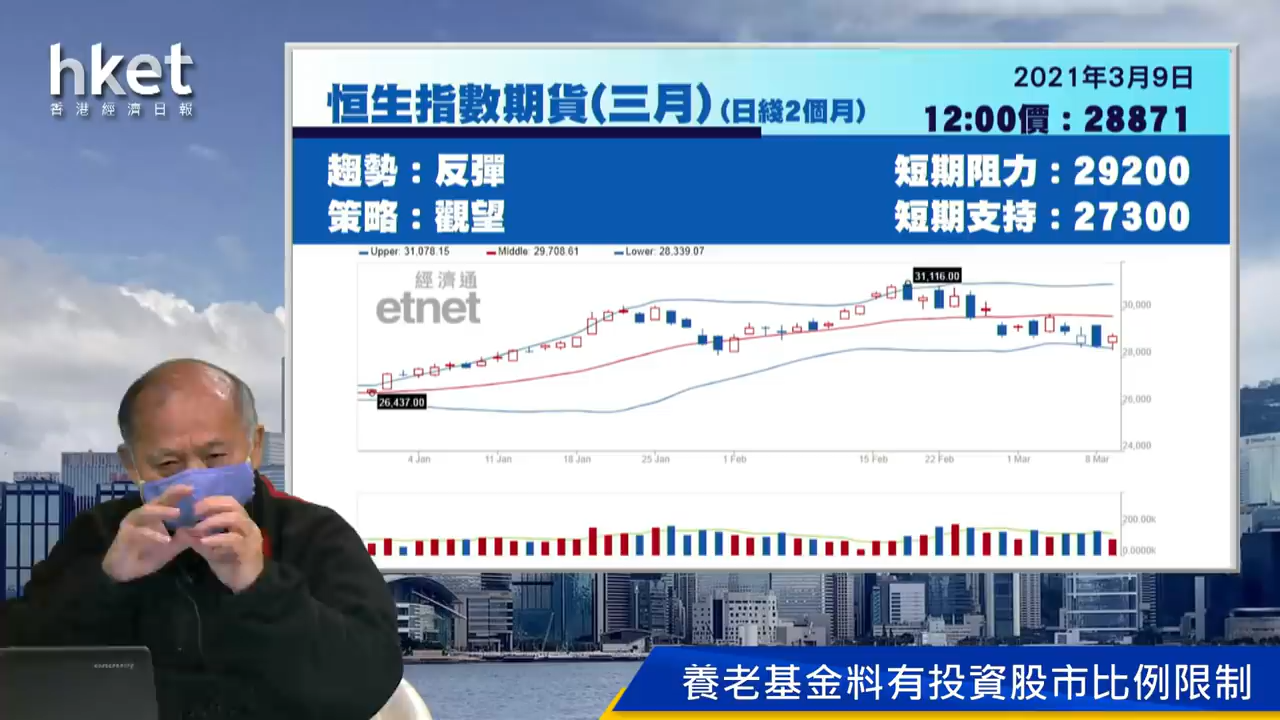 hket
香港經濟日報
2021年3月9日
恒生指數期貨(三月)(日綫2個月)
12:00價：28871
趨勢：反彈
短期阻力：29200
策略：觀望
短期支持：27300
Upper: 31,078.15 Middle: 29,708.61 Lower: 28,339.07
經濟通
etnet
31,116.00
30,000
28,000
26,437.00
26,000
24,000
4 Jan 11 Jan 18 Jan 25 Jan 1 Feb 15 Feb 22 Feb 1 Mar 8 Mar
200.00k
0.0000k
lenovo
養老基金料有投資股市比例限制